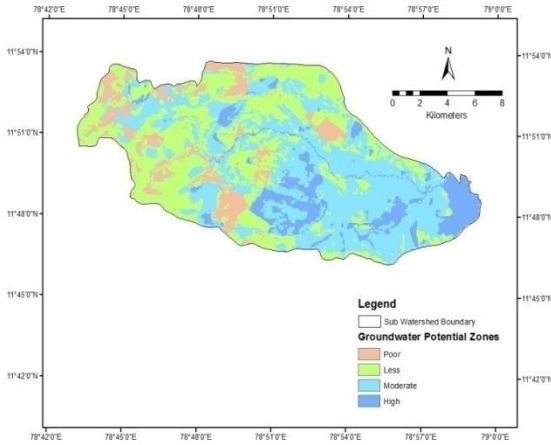 78°42'0"E 78°45'0"E 78°48'0"E 78°51'0"E 78°54'0"E 78°57'0"E 79°0'0"E
11°54'0"N 11°54'0"N
N
0 1 2 4 6 8
Kilometers
11°51'0"N 11°51'0"N
11°48'0"N 11°48'0"N
11°45'0"N 11°45'0"N
Legend
Sub Watershed Boundary
Groundwater Potential Zones
Poor
Less
Moderate
High
11°42'0"N 11°42'0"N
78°42'0"E 78°45'0"E 78°48'0"E 78°51'0"E 78°54'0"E 78°57'0"E 79°0'0"E